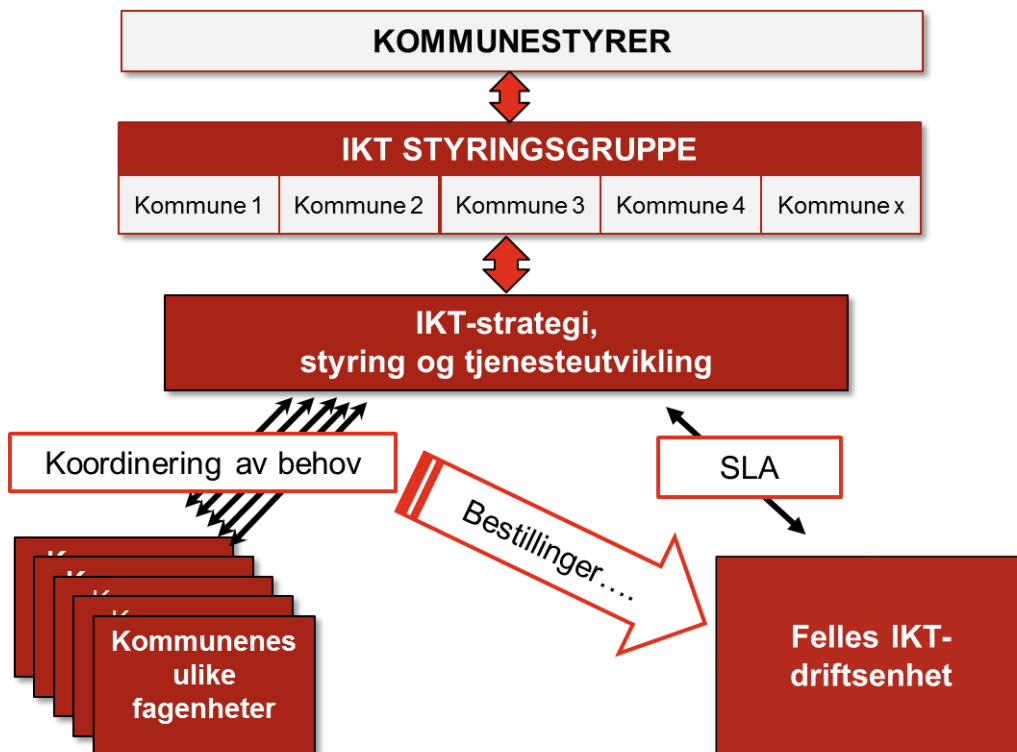 KOMMUNESTYRER
IKT STYRINGSGRUPPE
Kommune 1
Kommune 2
Kommune 3
Kommune 4
Kommune x
IKT-strategi,
styring og tjenesteutvikling
Koordinering av behov
SLA
Bestillinger….
Kommunenes
ulike
fagenheter
Felles IKT-
driftsenhet